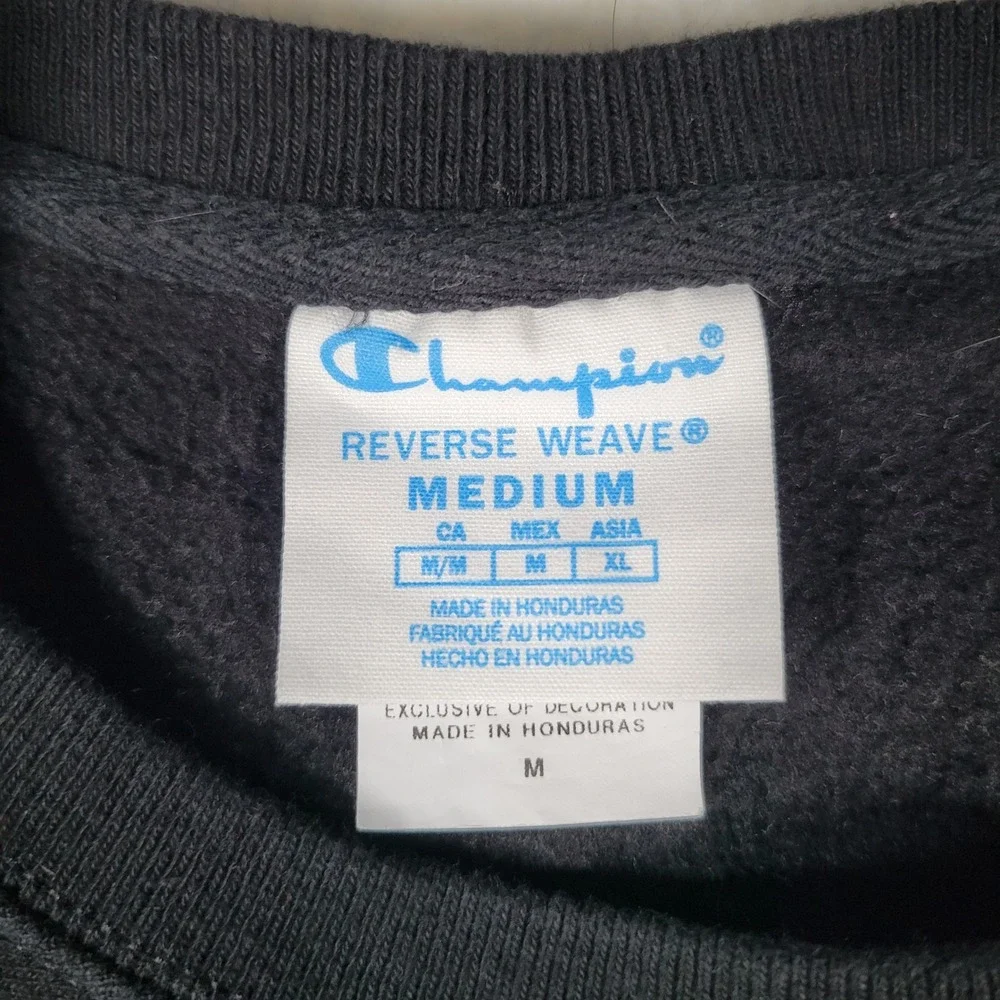 Champion®
REVERSE WEAVE®
MEDIUM
CA MEX ASIA
M/M M XL
MADE IN HONDURAS
FABRIQUÉ AU HONDURAS
HECHO EN HONDURAS
EXCLUSIVE OF DECORATION
MADE IN HONDURAS
M